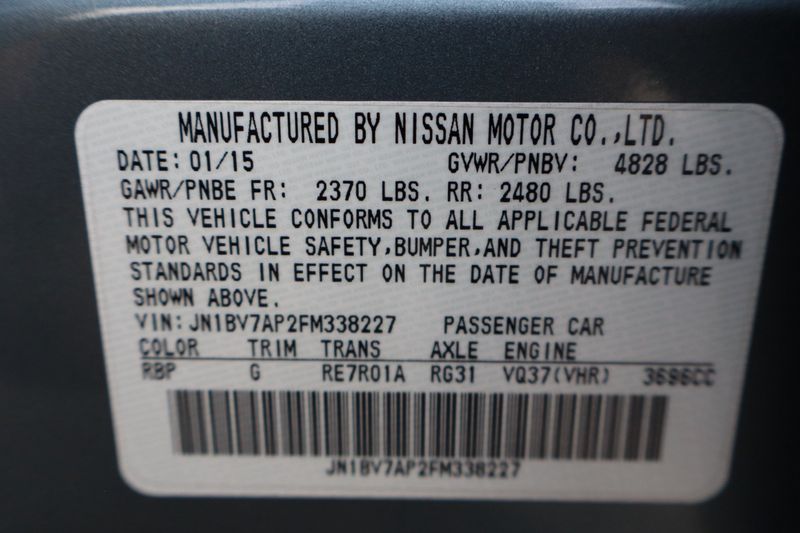 MANUFACTURED BY NISSAN MOTOR CO.,LTD.
DATE: 01/15 GVWR/PNBV: 4828 LBS.
GAWR/PNBE FR: 2370 LBS. RR: 2480 LBS.
THIS VEHICLE CONFORMS TO ALL APPLICABLE FEDERAL
MOTOR VEHICLE SAFETY,BUMPER,AND THEFT PREVENTION
STANDARDS IN EFFECT ON THE DATE OF MANUFACTURE
SHOWN ABOVE.
VIN:JN1BV7AP2FM338227 PASSENGER CAR
COLOR TRIM TRANS AXLE ENGINE
RBP G RE7R01A RG31 VQ37(VHR) 3696CC
JN1BV7AP2FM338227